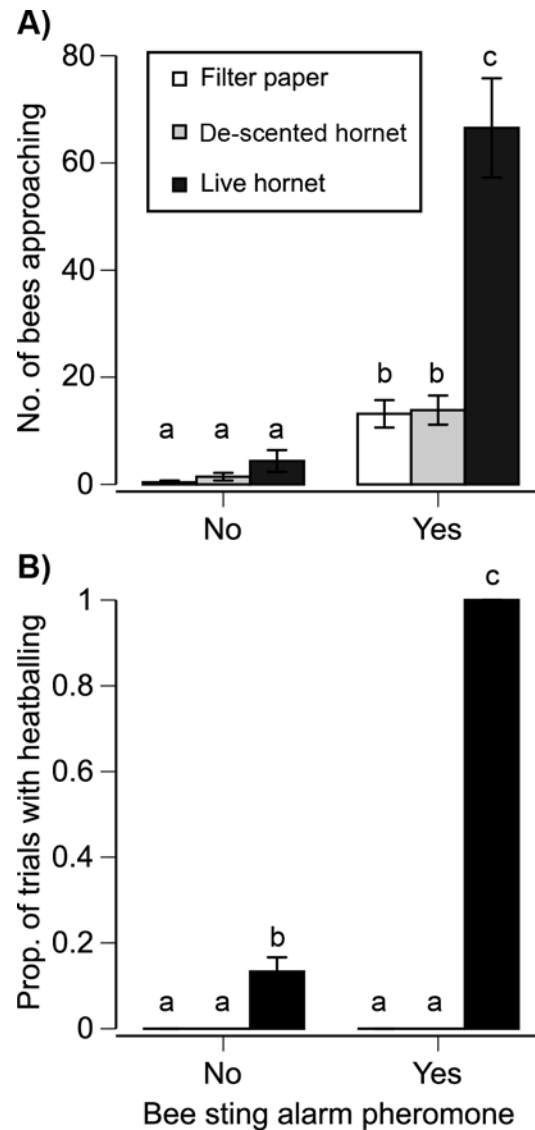 A)
No. of bees approaching
80
60
40
20
0
Filter paper
De-scented hornet
Live hornet
a a a
b b
c
No Yes
B)
Prop. of trials with heatballing
1
0.8
0.6
0.4
0.2
0
a a
b
a a
c
No Yes
Bee sting alarm pheromone